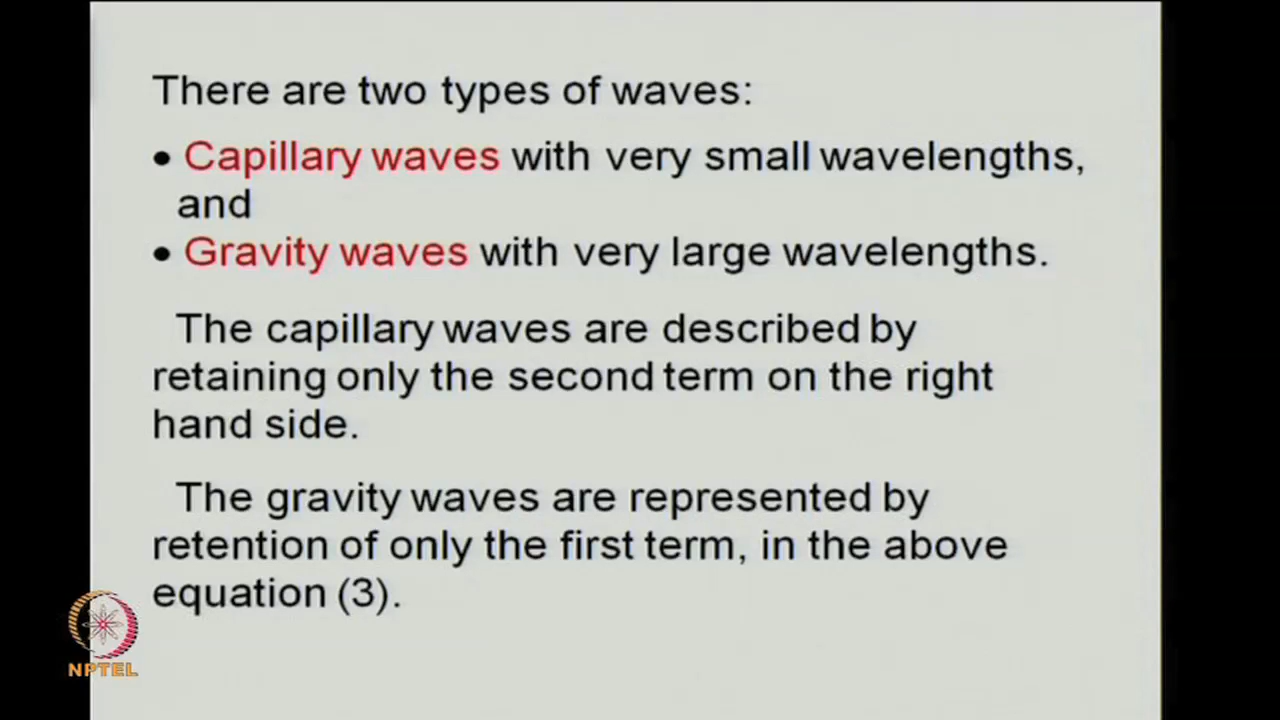 There are two types of waves:
• Capillary waves with very small wavelengths,
and
• Gravity waves with very large wavelengths.
The capillary waves are described by
retaining only the second term on the right
hand side.
The gravity waves are represented by
retention of only the first term, in the above
equation (3).
NPTEL